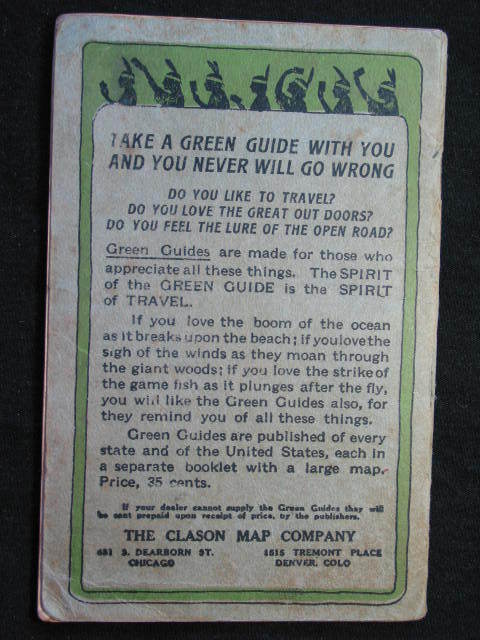 TAKE A GREEN GUIDE WITH YOU
AND YOU NEVER WILL GO WRONG
DO YOU LIKE TO TRAVEL?
DO YOU LOVE THE GREAT OUT DOORS?
DO YOU FEEL THE LURE OF THE OPEN ROAD?
Green Guides are made for those who
appreciate all these things. The SPIRIT
of the GREEN GUIDE is the SPIRIT
of TRAVEL.
If you love the boom of the ocean
as it breaks upon the beach; if you love the
sigh of the winds as they moan through
the giant woods; if you love the strike of
the game fish as it plunges after the fly,
you will like the Green Guides also, for
they remind you of all these things.
Green Guides are published of every
state and of the United States, each in
a separate booklet with a large map.
Price, 35 cents.
If your dealer cannot supply the Green Guides they will
be sent prepaid upon receipt of price, by the publishers.
THE CLASON MAP COMPANY
631 S. DEARBORN ST. 1515 TREMONT PLACE
CHICAGO DENVER, COLO